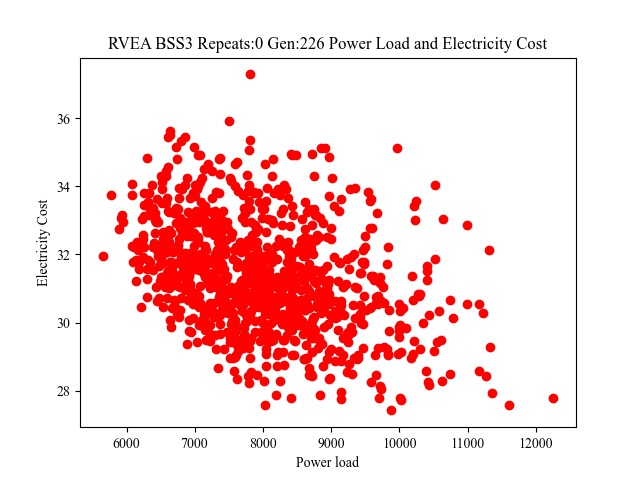 RVEA BSS3 Repeats:0 Gen:226 Power Load and Electricity Cost
Electricity Cost
36
34
32
30
28
6000 7000 8000 9000 10000 11000 12000
Power load